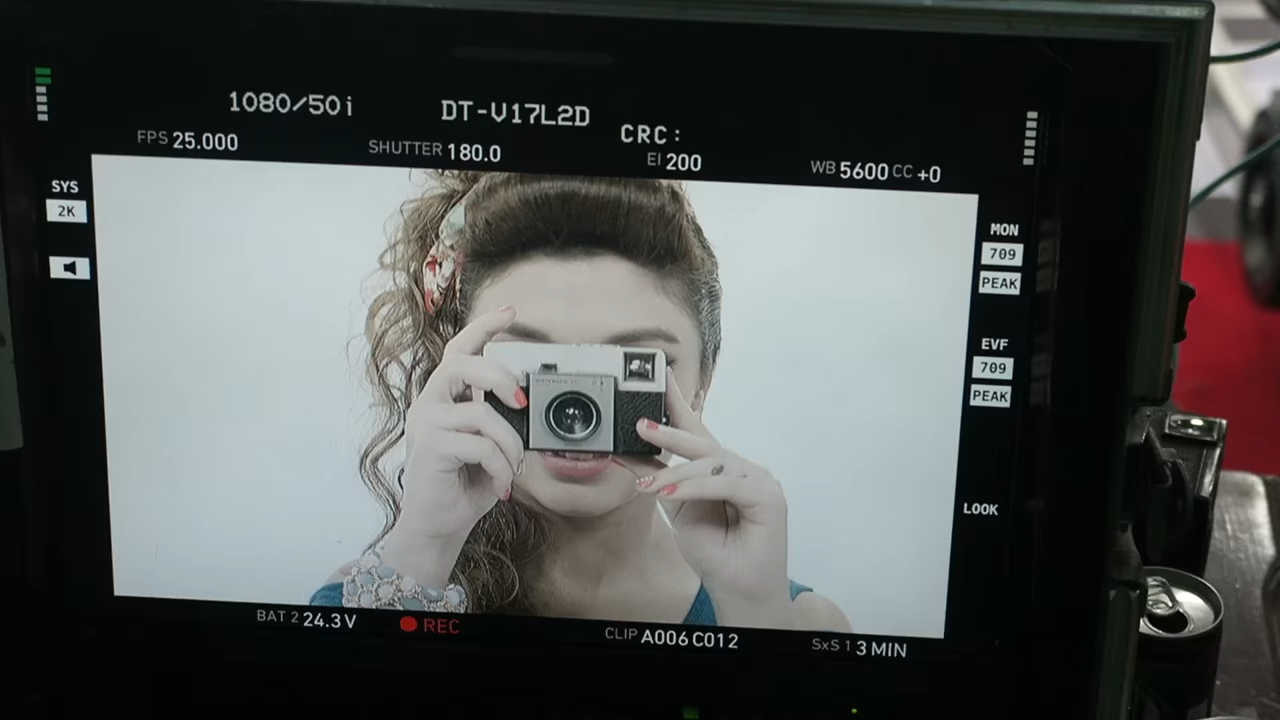 1080/50i DT-V17L2D CRC:
FPS 25.000 SHUTTER 180.0 EI 200 WB 5600 CC +0
SYS
2K
MON
709
PEAK
EVF
709
PEAK
LOOK
BAT 2 24.3 V REC CLIP A006 C012 SxS 1 3 MIN